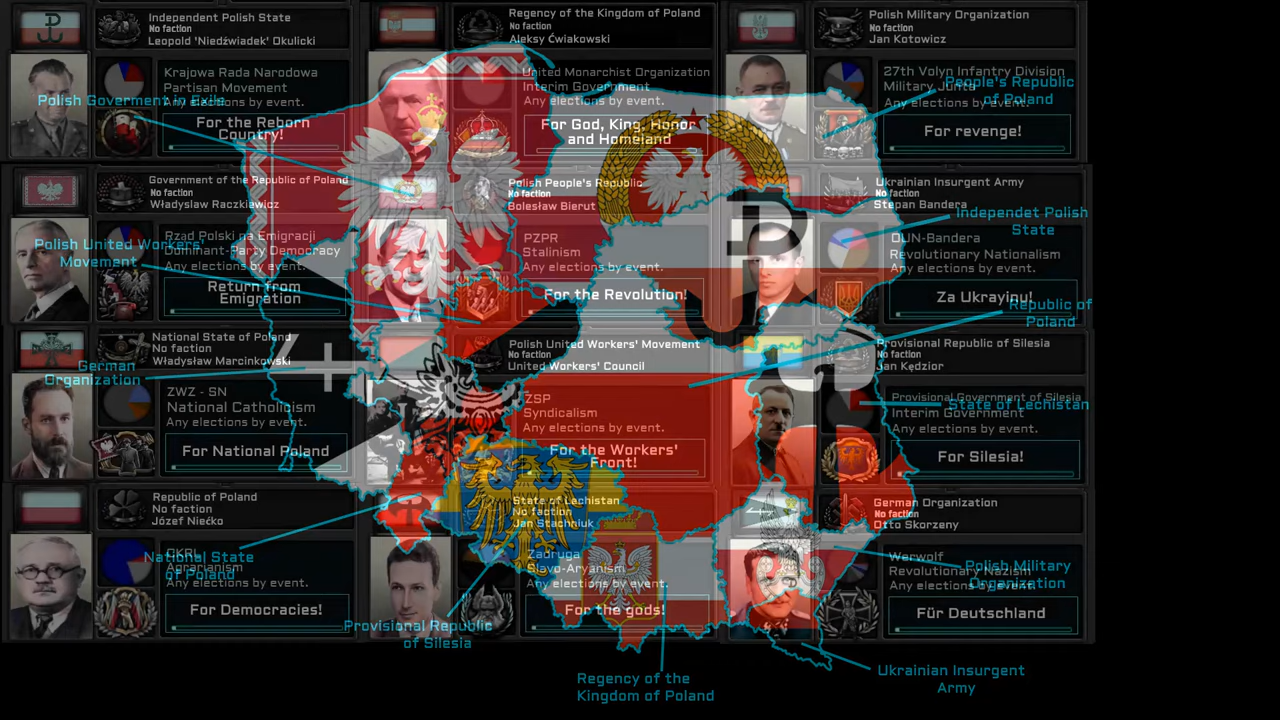 Independent Polish State
No faction
Leopold 'Niedźwiadek' Okulicki
Krajowa Rada Narodowa
Partisan Movement
Any elections by event.
For the Reborn
Country!
Regency of the Kingdom of Poland
No faction
Aleksy Ćwiakowski
United Monarchist Organization
Interim Government
Any elections by event.
For God, King, Honor
and Homeland
Polish Military Organization
No faction
Jan Kotowicz
27th Volyn Infantry Division
Military Junta
Any elections by event.
For revenge!
Polish Goverment in Exile
People's Republic
of Poland
Government of the Republic of Poland
No faction
Władysław Raczkiewicz
Rząd Polski na Emigracji
Dominant-Party Democracy
Any elections by event.
Return from
Emigration
Polish People's Republic
No faction
Bolesław Bierut
PZPR
Stalinism
Any elections by event.
For the Revolution!
Ukrainian Insurgent Army
No faction
Stepan Bandera
OUN-Bandera
Revolutionary Nationalism
Any elections by event.
Za Ukrayinu!
Polish United Workers'
Movement
Independet Polish
State
Republic of
Poland
National State of Poland
No faction
Władysław Marcinkowski
ZWZ - SN
National Catholicism
Any elections by event.
For National Poland
Polish United Workers' Movement
No faction
United Workers' Council
ZSP
Syndicalism
Any elections by event.
For the Workers'
Front!
Provisional Republic of Silesia
No faction
Jan Kędzior
Provisional Government of Silesia
Interim Government
Any elections by event.
For Silesia!
German
Organization
State of Lechistan
Republic of Poland
No faction
Józef Niećko
Agrarianism
Any elections by event.
For Democracies!
State of Lachistan
No faction
Jan Stachniuk
Zadruga
Slavo-Aryanism
Any elections by event.
For the gods!
German Organization
No faction
Otto Skorzeny
Werwolf
Revolutionary Nazism
Any elections by event.
Für Deutschland
National State
of Poland
Polish Military
Organization
Provisional Republic
of Silesia
Regency of the
Kingdom of Poland
Ukrainian Insurgent
Army